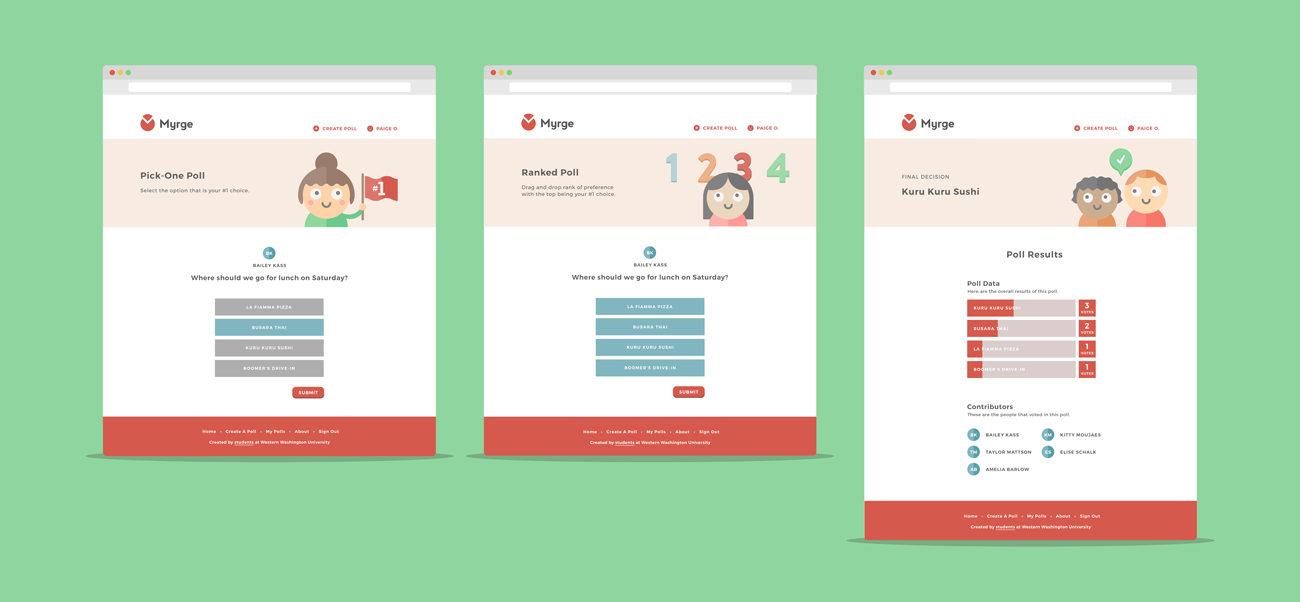 Myrge
CREATE POLL PAIGE O.
Pick-One Poll
Select the option that is your #1 choice.
#1
BK
BAILEY KASS
Where should we go for lunch on Saturday?
LA FIAMMA PIZZA
BUSARA THAI
KURU KURU SUSHI
BOOMER'S DRIVE-IN
SUBMIT
Home • Create A Poll • My Polls • About • Sign Out
Created by students at Western Washington University
Myrge
CREATE POLL PAIGE O.
1 2 3 4
Ranked Poll
Drag and drop rank of preference
with the top being your #1 choice.
BK
BAILEY KASS
Where should we go for lunch on Saturday?
LA FIAMMA PIZZA
BUSARA THAI
KURU KURU SUSHI
BOOMER'S DRIVE-IN
SUBMIT
Home • Create A Poll • My Polls • About • Sign Out
Created by students at Western Washington University
Myrge
CREATE POLL PAIGE O.
FINAL DECISION
Kuru Kuru Sushi
Poll Results
Poll Data
Here are the overall results of this poll.
KURU KURU SUSHI 3 VOTES
BUSARA THAI 2 VOTES
LA FIAMMA PIZZA 1 VOTES
BOOMER'S DRIVE-IN 1 VOTES
Contributors
These are the people that voted in this poll.
BK BAILEY KASS KM KITTY MOUJAES
TM TAYLOR MATTSON ES ELISE SCHALK
AB AMELIA BARLOW
Home • Create A Poll • My Polls • About • Sign Out
Created by students at Western Washington University